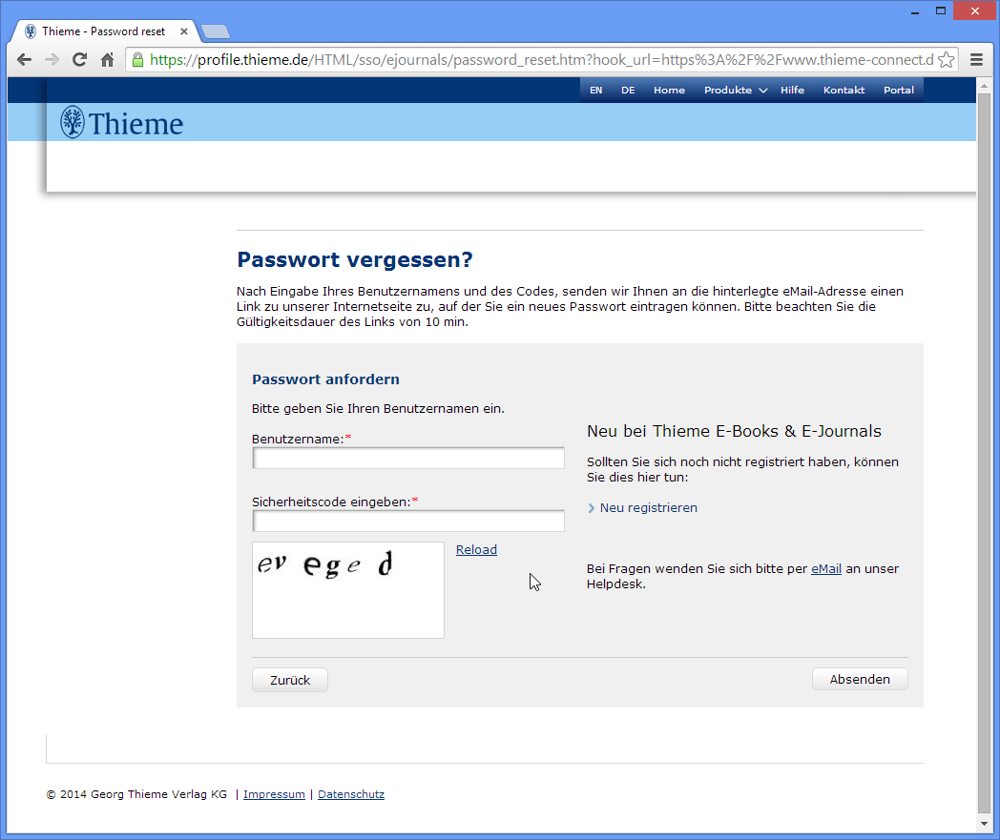 Thieme - Password reset
https://profile.thieme.de/HTML/sso/ejournals/password_reset.htm?hook_url=https%3A%2F%2Fwww.thieme-connect.d
EN DE Home Produkte Hilfe Kontakt Portal
Thieme
Passwort vergessen?
Nach Eingabe Ihres Benutzernamens und des Codes, senden wir Ihnen an die hinterlegte eMail-Adresse einen
Link zu unserer Internetseite zu, auf der Sie ein neues Passwort eintragen können. Bitte beachten Sie die
Gültigkeitsdauer des Links von 10 min.
Passwort anfordern
Bitte geben Sie Ihren Benutzernamen ein.
Benutzername:*
Sicherheitscode eingeben:*
ev eged
Reload
Neu bei Thieme E-Books & E-Journals
Sollten Sie sich noch nicht registriert haben, können
Sie dies hier tun:
Neu registrieren
Bei Fragen wenden Sie sich bitte per eMail an unser
Helpdesk.
Zurück
Absenden
© 2014 Georg Thieme Verlag KG | Impressum | Datenschutz